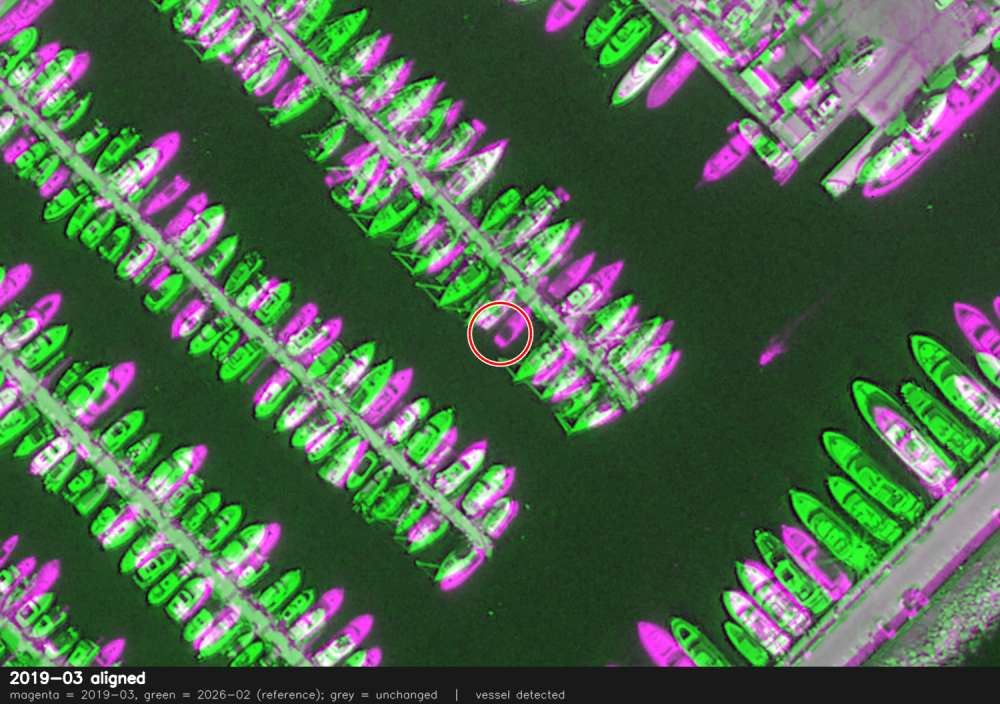 2019-03 aligned
magenta = 2019-03, green = 2026-02 (reference); grey = unchanged | vessel detected